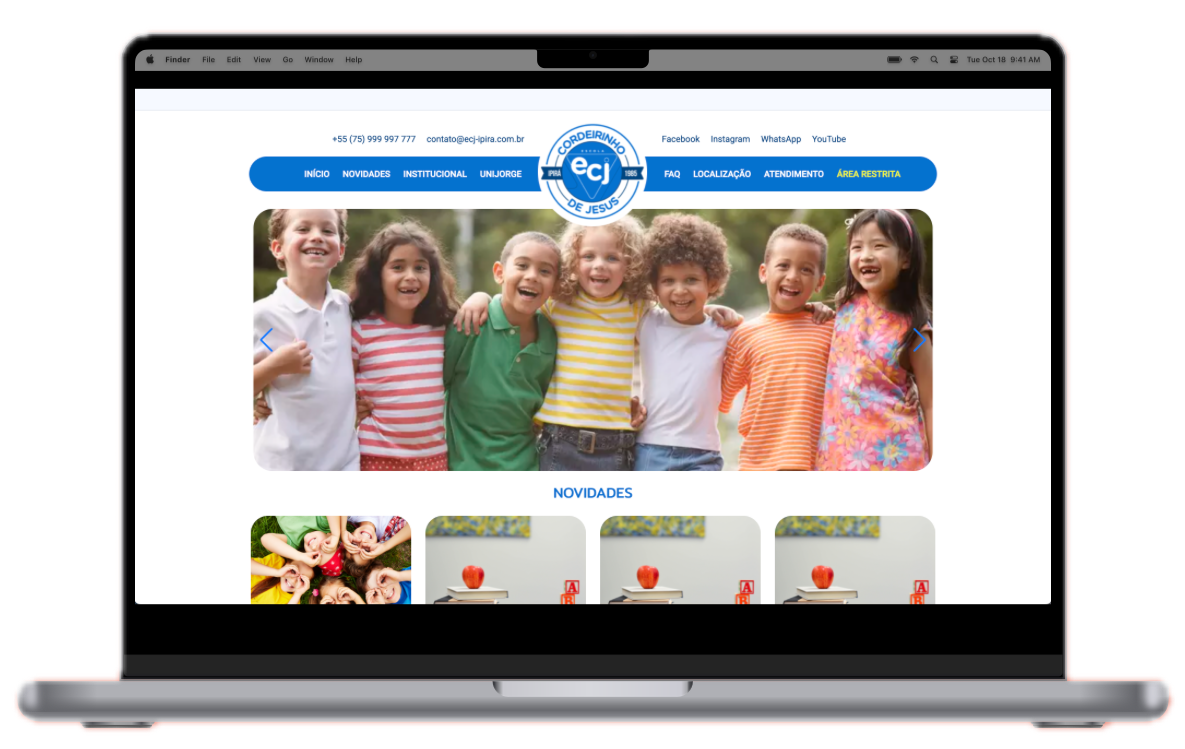 Finder File Edit View Go Window Help
Tue Oct 18 9:41 AM
+55 (75) 999 997 777 contato@ecj-ipira.com.br
Facebook Instagram WhatsApp YouTube
CORDEIRINHO
ESCOLA
ecj
IPIRÁ 1985
DE JESUS
INÍCIO NOVIDADES INSTITUCIONAL UNIJORGE
FAQ LOCALIZAÇÃO ATENDIMENTO ÁREA RESTRITA
NOVIDADES
A
B
A
B
A
B